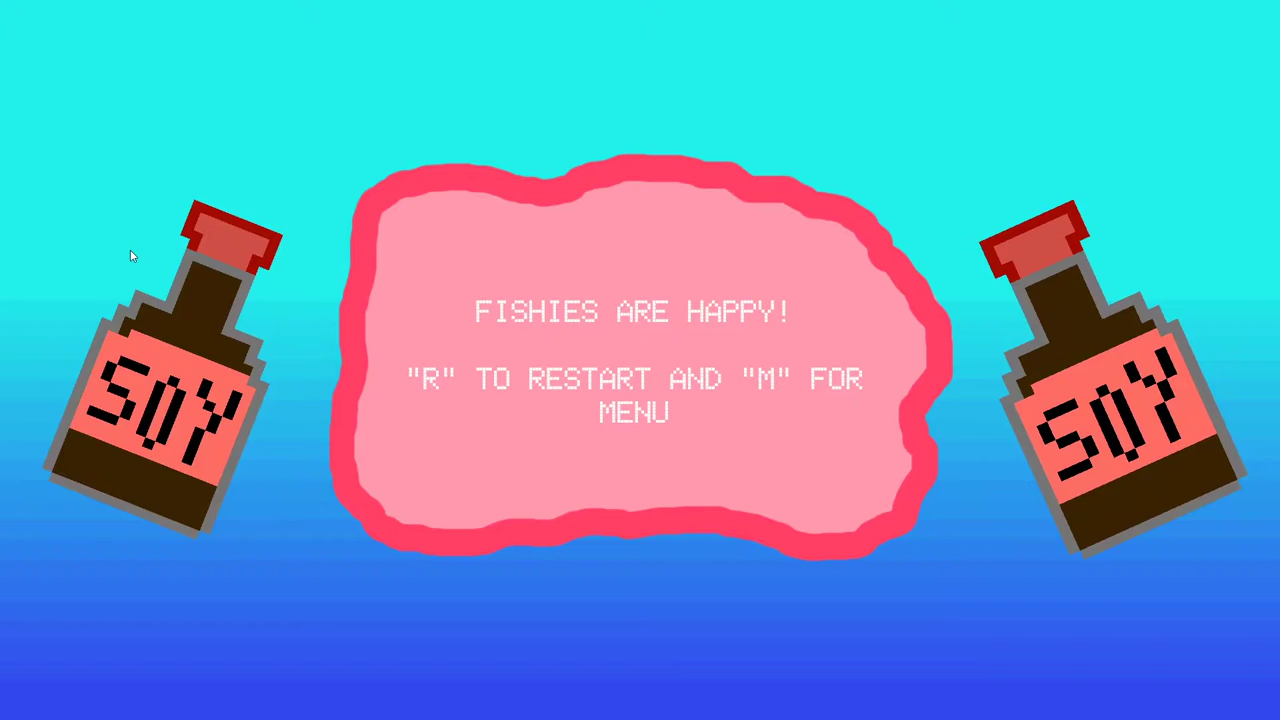 FISHIES ARE HAPPY!
"R" TO RESTART AND "M" FOR
MENU
SOY
SOY